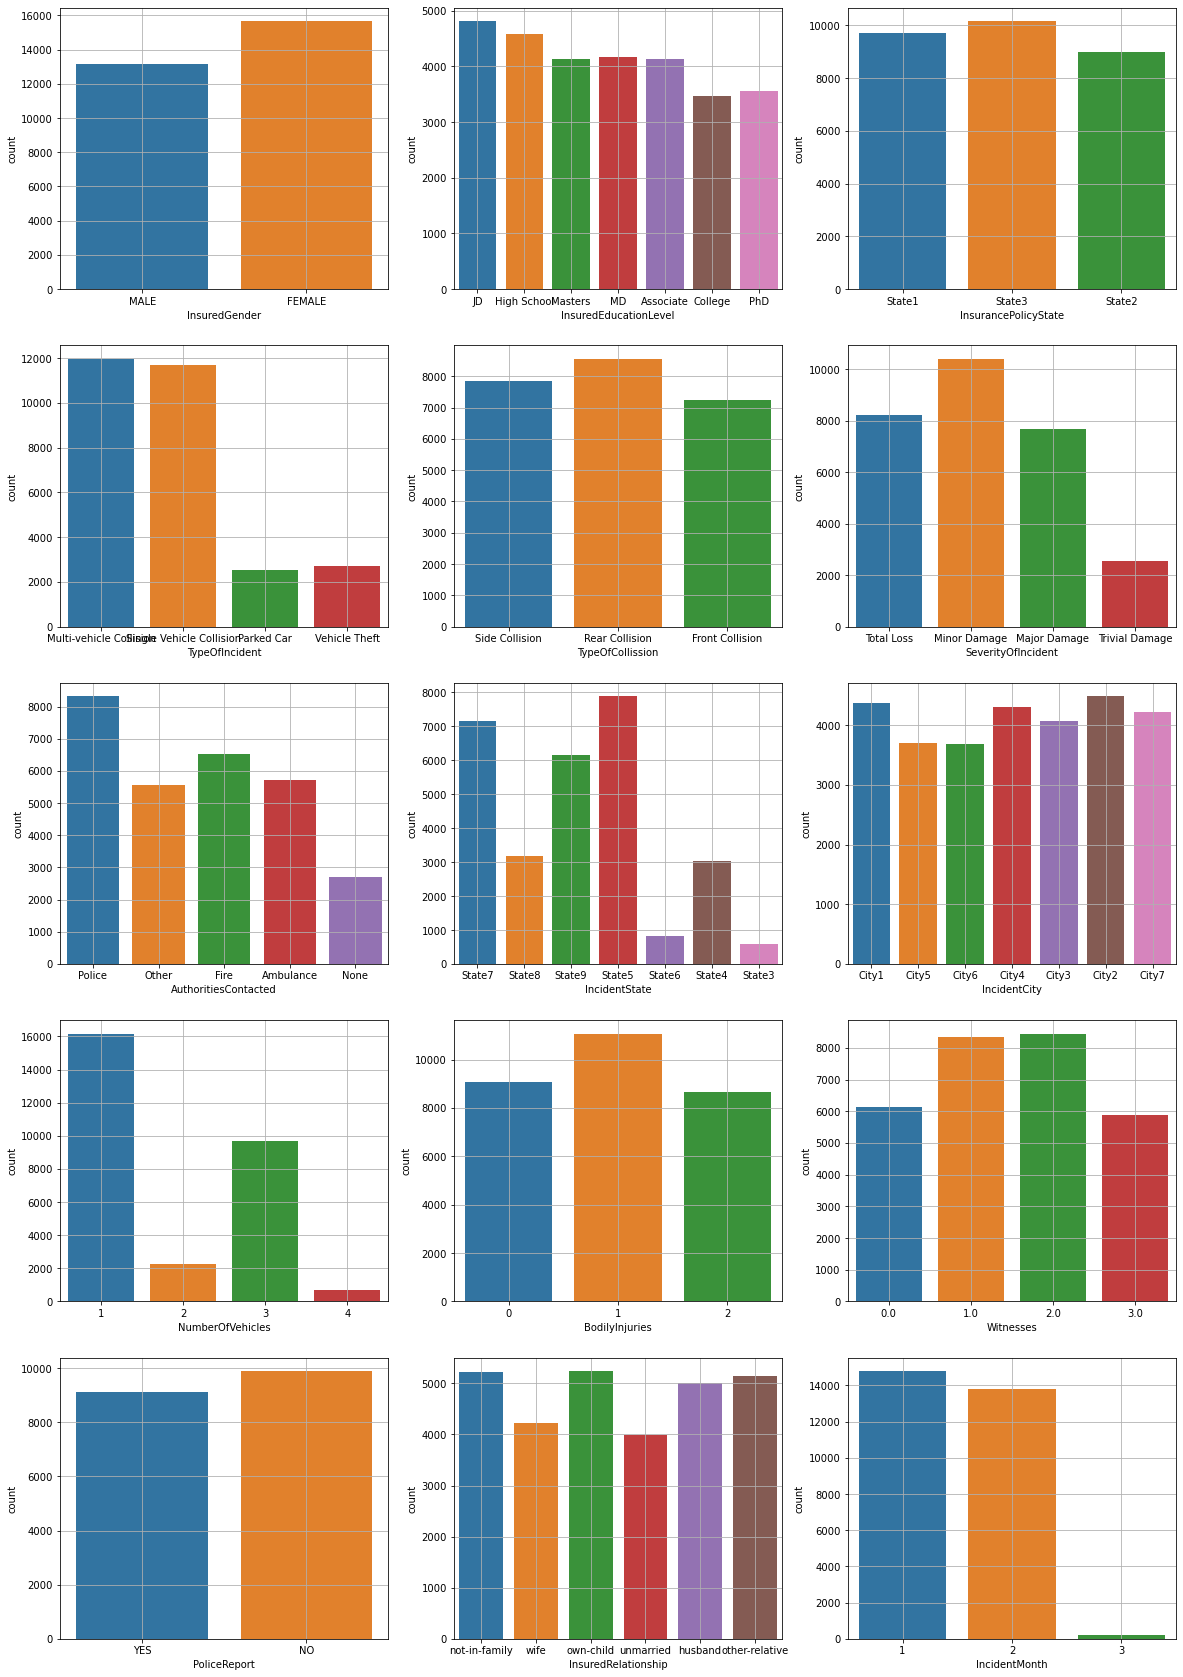 16000
14000
12000
10000
8000
6000
4000
2000
0
count
MALE FEMALE
InsuredGender
5000
4000
3000
2000
1000
0
count
JD High School Masters MD Associate College PhD
InsuredEducationLevel
10000
8000
6000
4000
2000
0
count
State1 State3 State2
InsurancePolicyState
12000
10000
8000
6000
4000
2000
0
count
Multi-vehicle Collision Single Vehicle Collision Parked Car Vehicle Theft
TypeOfIncident
8000
7000
6000
5000
4000
3000
2000
1000
0
count
Side Collision Rear Collision Front Collision
TypeOfCollission
10000
8000
6000
4000
2000
0
count
Total Loss Minor Damage Major Damage Trivial Damage
SeverityOfIncident
8000
7000
6000
5000
4000
3000
2000
1000
0
count
Police Other Fire Ambulance None
AuthoritiesContacted
8000
7000
6000
5000
4000
3000
2000
1000
0
count
State7 State8 State9 State5 State6 State4 State3
IncidentState
4000
3000
2000
1000
0
count
City1 City5 City6 City4 City3 City2 City7
IncidentCity
16000
14000
12000
10000
8000
6000
4000
2000
0
count
1 2 3 4
NumberOfVehicles
10000
8000
6000
4000
2000
0
count
0 1 2
BodilyInjuries
8000
7000
6000
5000
4000
3000
2000
1000
0
count
0.0 1.0 2.0 3.0
Witnesses
10000
8000
6000
4000
2000
0
count
YES NO
PoliceReport
5000
4000
3000
2000
1000
0
count
not-in-family wife own-child unmarried husband other-relative
InsuredRelationship
14000
12000
10000
8000
6000
4000
2000
0
count
1 2 3
IncidentMonth